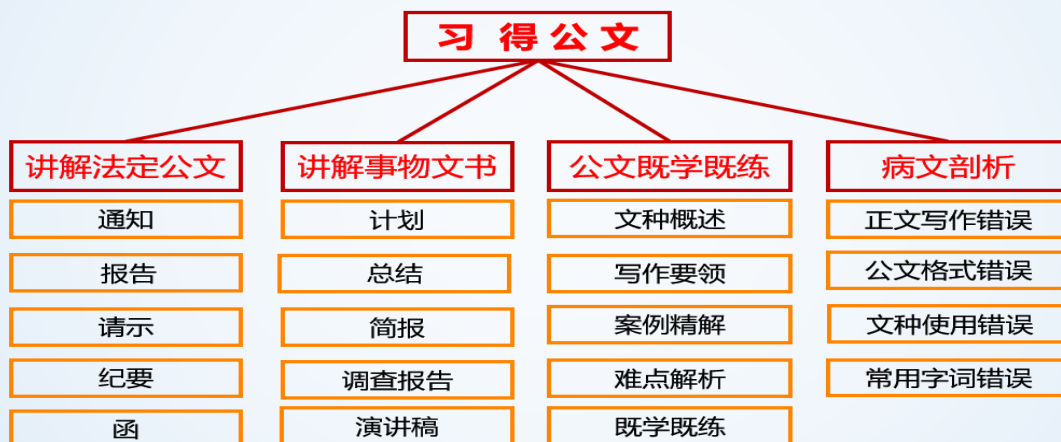 习 得公文
讲解法定公文
通知
报告
请示
纪要
函
讲解事物文书
计划
总结
简报
调查报告
演讲稿
公文既学既练
文种概述
写作要领
案例精解
难点解析
既学既练
病文剖析
正文写作错误
公文格式错误
文种使用错误
常用字词错误